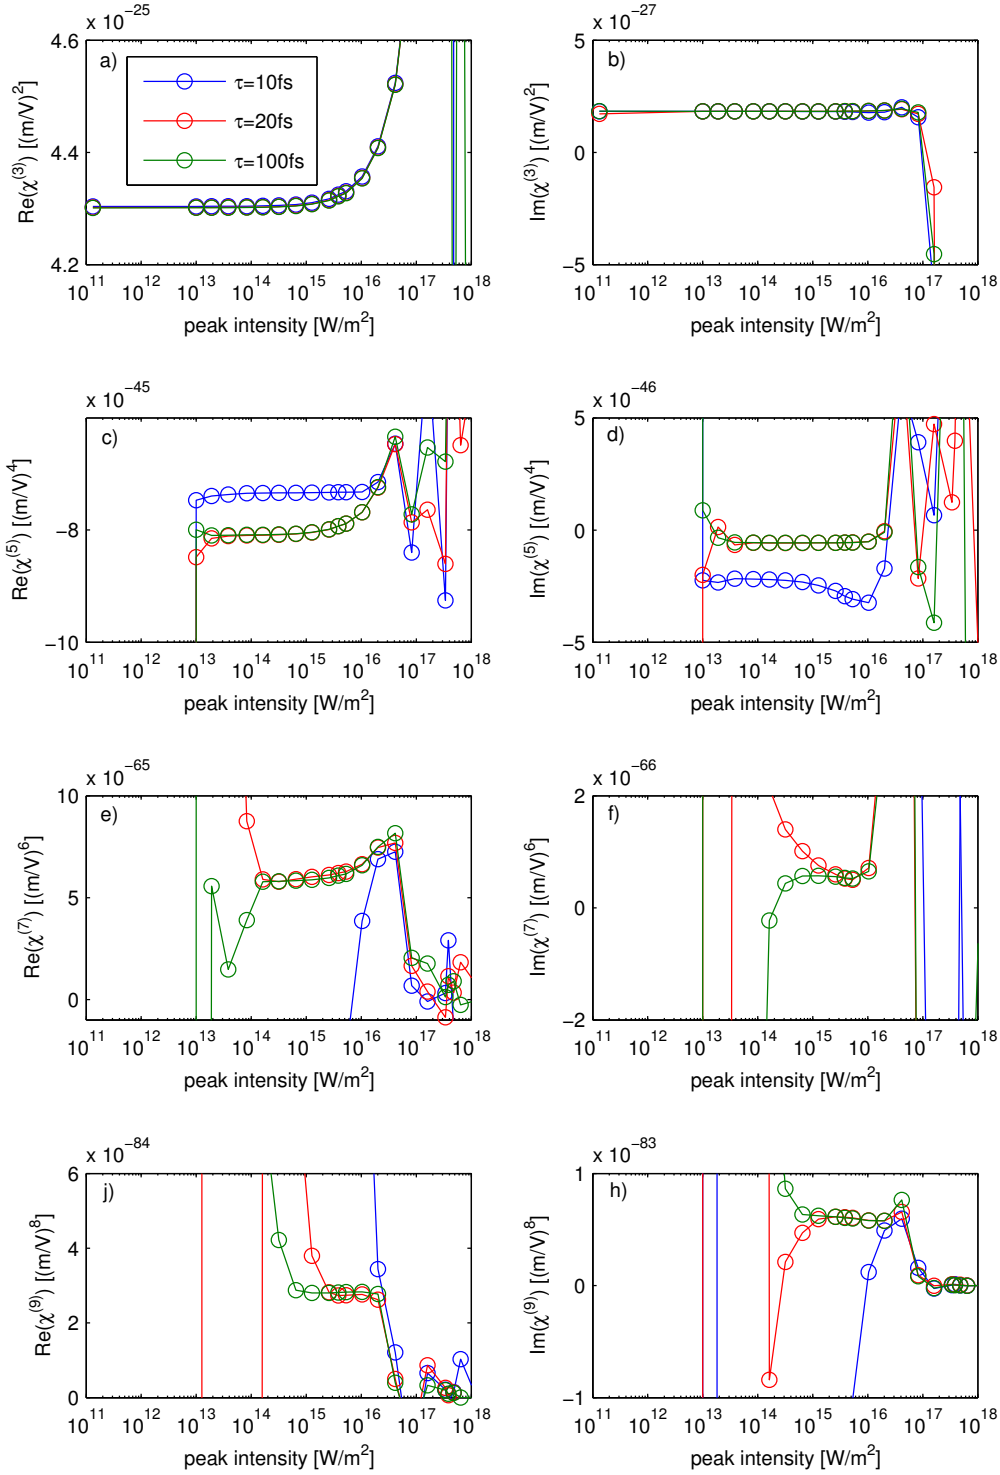 x 10^−25
4.6
4.4
4.2
Re(χ^(3)) [(m/V)^2]
a)
τ=10fs
τ=20fs
τ=100fs
10^11 10^12 10^13 10^14 10^15 10^16 10^17 10^18
peak intensity [W/m^2]
x 10^−27
5
0
−5
Im(χ^(3)) [(m/V)^2]
b)
10^11 10^12 10^13 10^14 10^15 10^16 10^17 10^18
peak intensity [W/m^2]
x 10^−45
−8
−10
Re(χ^(5)) [(m/V)^4]
c)
10^11 10^12 10^13 10^14 10^15 10^16 10^17 10^18
peak intensity [W/m^2]
x 10^−46
5
0
−5
Im(χ^(5)) [(m/V)^4]
d)
10^11 10^12 10^13 10^14 10^15 10^16 10^17 10^18
peak intensity [W/m^2]
x 10^−65
10
5
0
Re(χ^(7)) [(m/V)^6]
e)
10^11 10^12 10^13 10^14 10^15 10^16 10^17 10^18
peak intensity [W/m^2]
x 10^−66
2
0
−2
Im(χ^(7)) [(m/V)^6]
f)
10^11 10^12 10^13 10^14 10^15 10^16 10^17 10^18
peak intensity [W/m^2]
x 10^−84
6
4
2
0
Re(χ^(9)) [(m/V)^8]
j)
10^11 10^12 10^13 10^14 10^15 10^16 10^17 10^18
peak intensity [W/m^2]
x 10^−83
1
0
−1
Im(χ^(9)) [(m/V)^8]
h)
10^11 10^12 10^13 10^14 10^15 10^16 10^17 10^18
peak intensity [W/m^2]